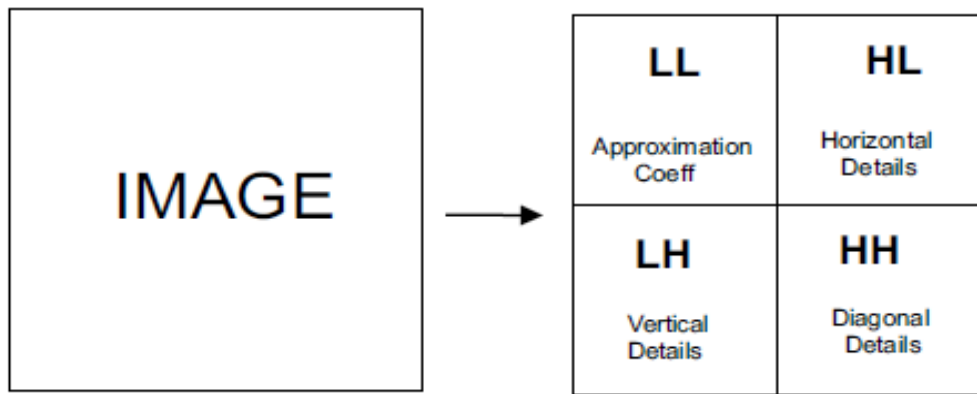 IMAGE
LL
Approximation
Coeff
HL
Horizontal
Details
LH
Vertical
Details
HH
Diagonal
Details